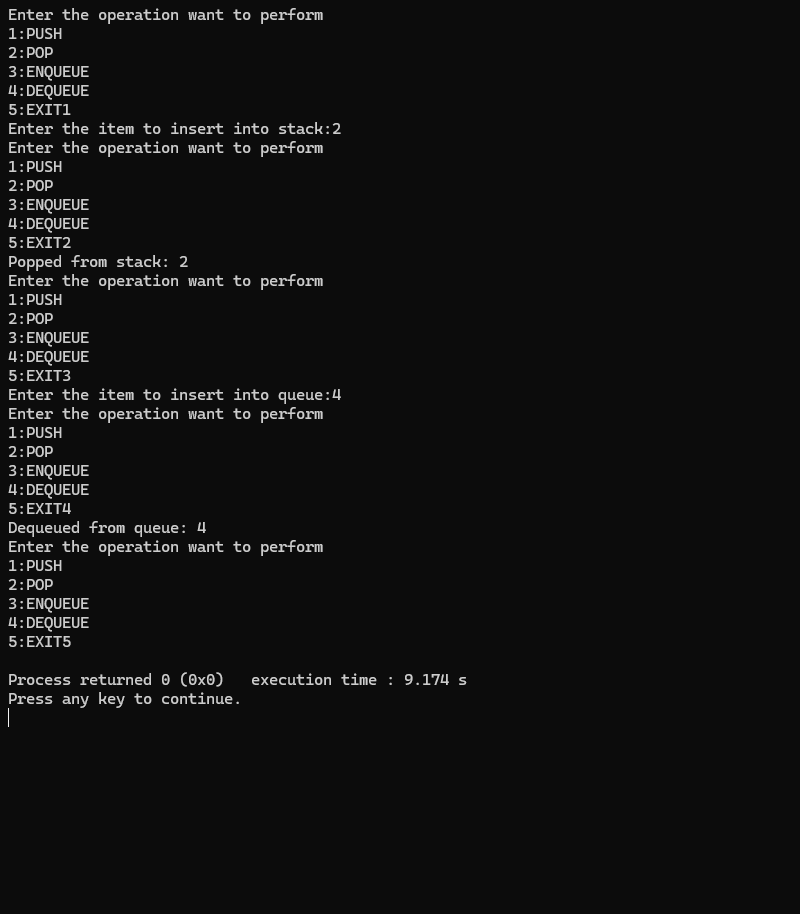 Enter the operation want to perform
1:PUSH
2:POP
3:ENQUEUE
4:DEQUEUE
5:EXIT1
Enter the item to insert into stack:2
Enter the operation want to perform
1:PUSH
2:POP
3:ENQUEUE
4:DEQUEUE
5:EXIT2
Popped from stack: 2
Enter the operation want to perform
1:PUSH
2:POP
3:ENQUEUE
4:DEQUEUE
5:EXIT3
Enter the item to insert into queue:4
Enter the operation want to perform
1:PUSH
2:POP
3:ENQUEUE
4:DEQUEUE
5:EXIT4
Dequeued from queue: 4
Enter the operation want to perform
1:PUSH
2:POP
3:ENQUEUE
4:DEQUEUE
5:EXIT5
Process returned 0 (0x0)   execution time : 9.174 s
Press any key to continue.